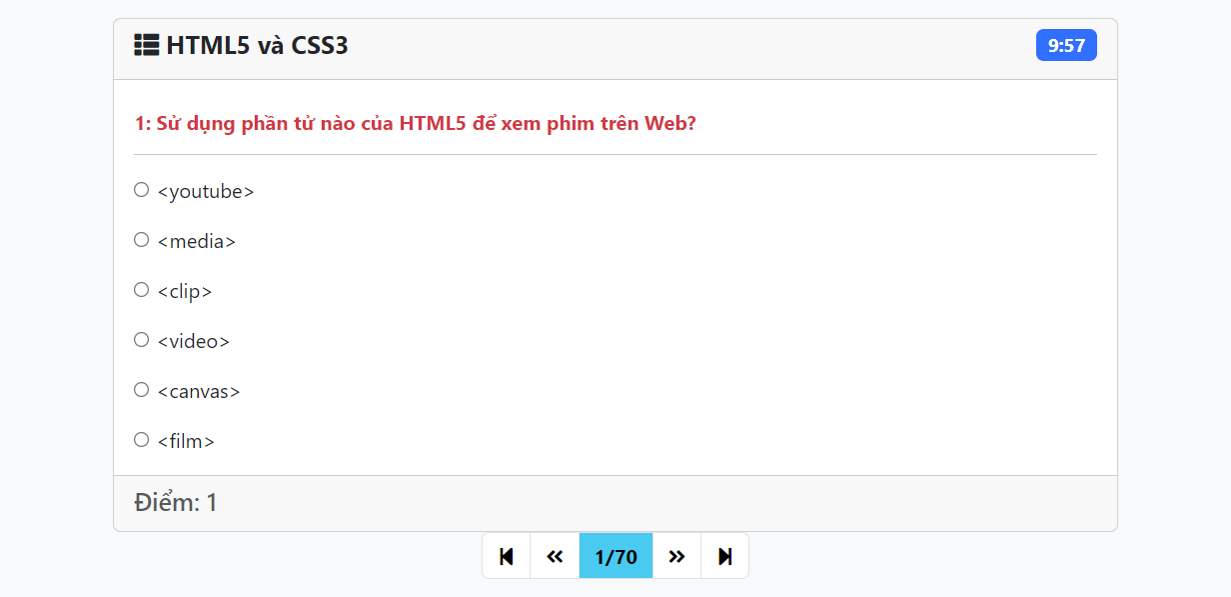 HTML5 và CSS3
9:57
1: Sử dụng phần tử nào của HTML5 để xem phim trên Web?
<youtube>
<media>
<clip>
<video>
<canvas>
<film>
Điểm: 1
1/70